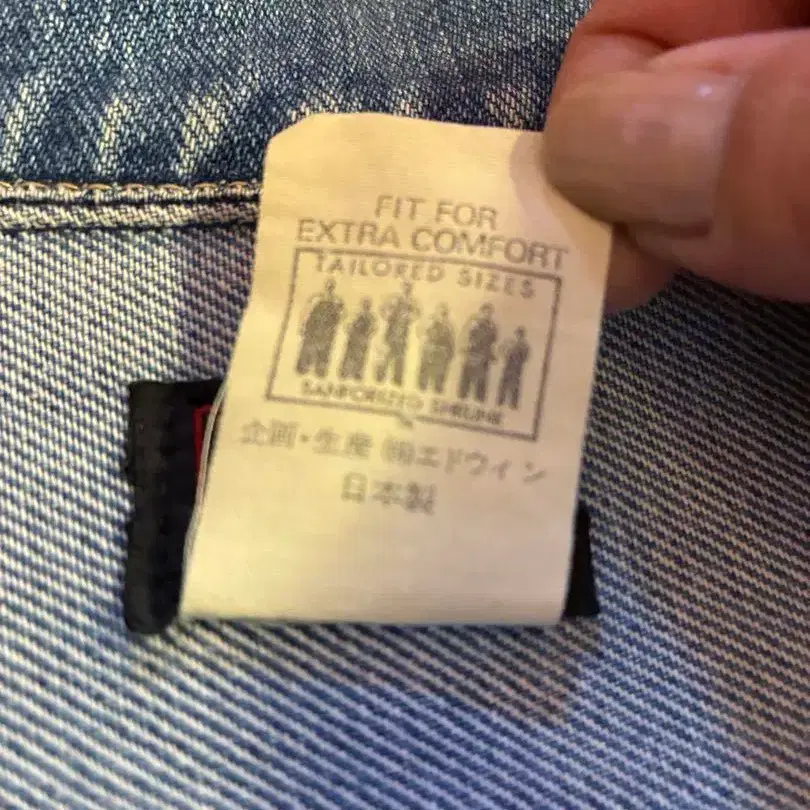 FIT FOR
EXTRA COMFORT
TAILORED SIZES
SANFORIZED SHRUNK
企画・生産 ㈱エドウィン
日本製